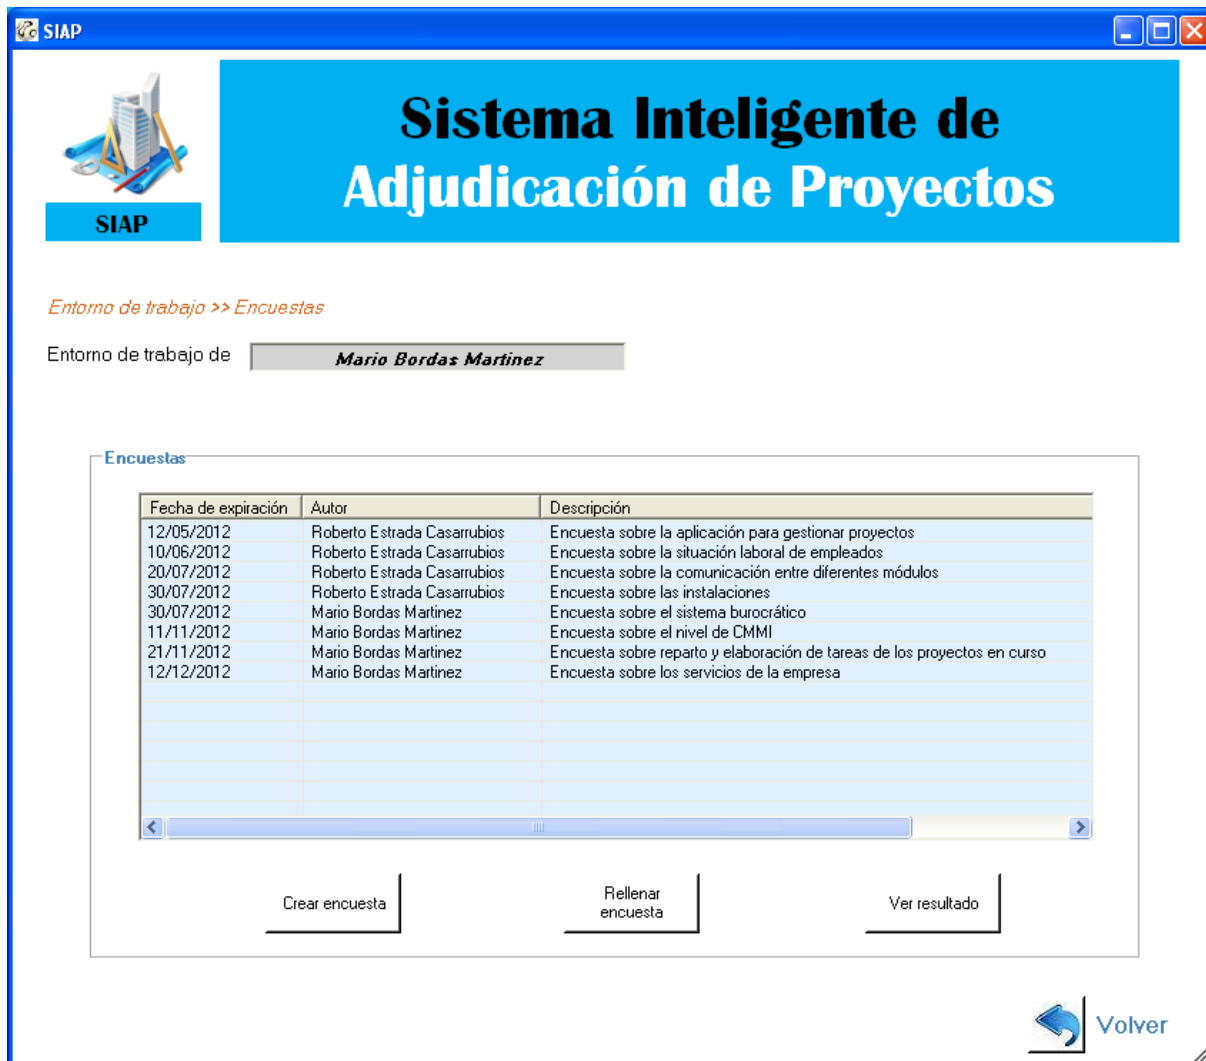 SIAP
Sistema Inteligente de
Adjudicación de Proyectos
SIAP
Entorno de trabajo >> Encuestas
Entorno de trabajo de Mario Bordas Martinez
Encuestas
Fecha de expiración Autor Descripción
12/05/2012 Roberto Estrada Casarrubios Encuesta sobre la aplicación para gestionar proyectos
10/06/2012 Roberto Estrada Casarrubios Encuesta sobre la situación laboral de empleados
20/07/2012 Roberto Estrada Casarrubios Encuesta sobre la comunicación entre diferentes módulos
30/07/2012 Roberto Estrada Casarrubios Encuesta sobre las instalaciones
30/07/2012 Mario Bordas Martinez Encuesta sobre el sistema burocrático
11/11/2012 Mario Bordas Martinez Encuesta sobre el nivel de CMMI
21/11/2012 Mario Bordas Martinez Encuesta sobre reparto y elaboración de tareas de los proyectos en curso
12/12/2012 Mario Bordas Martinez Encuesta sobre los servicios de la empresa
Crear encuesta
Rellenar
encuesta
Ver resultado
Volver